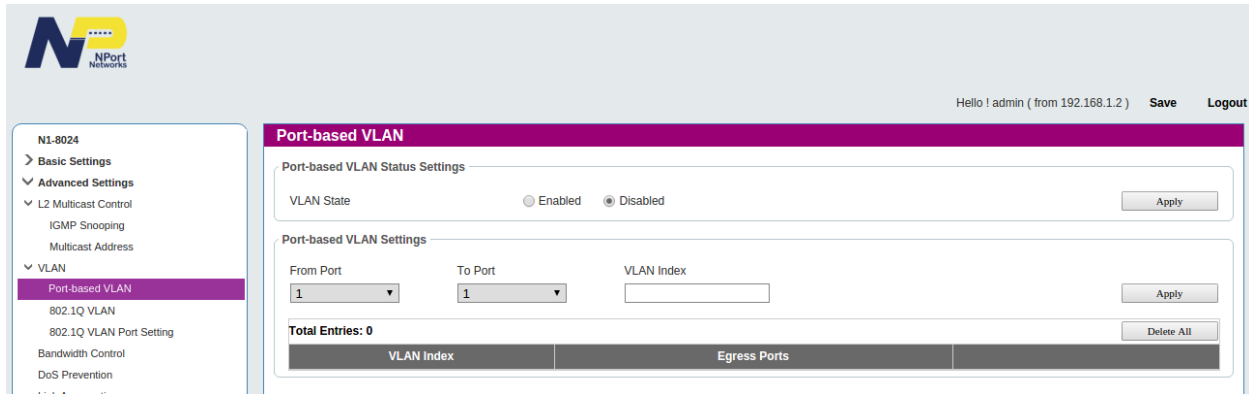 NP
NPort
Networks
Hello ! admin ( from 192.168.1.2 ) Save Logout
N1-8024
Basic Settings
Advanced Settings
L2 Multicast Control
IGMP Snooping
Multicast Address
VLAN
Port-based VLAN
802.1Q VLAN
802.1Q VLAN Port Setting
Bandwidth Control
DoS Prevention
Port-based VLAN
Port-based VLAN Status Settings
VLAN State Enabled Disabled Apply
Port-based VLAN Settings
From Port To Port VLAN Index
1 1 Apply
Total Entries: 0 Delete All
VLAN Index Egress Ports